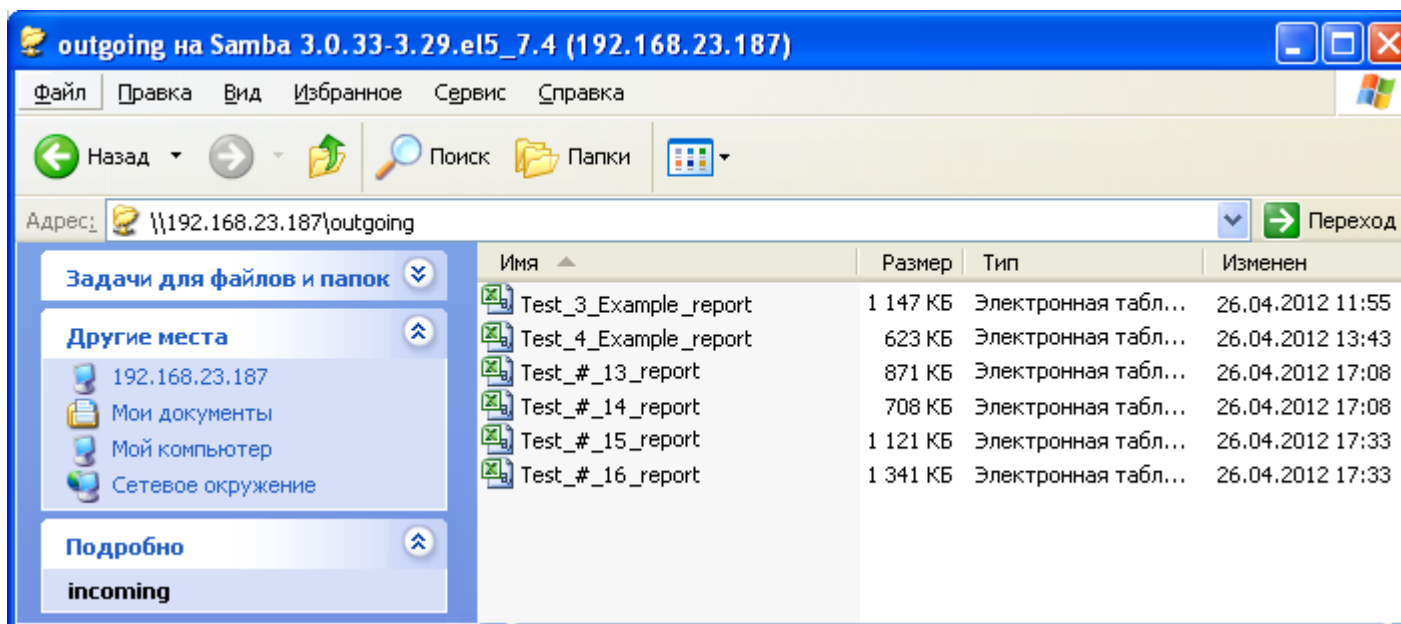 outgoing на Samba 3.0.33-3.29.el5_7.4 (192.168.23.187)
Файл Правка Вид Избранное Сервис Справка
Назад Поиск Папки
Адрес: \\192.168.23.187\outgoing Переход
Задачи для файлов и папок
Другие места
192.168.23.187
Мои документы
Мой компьютер
Сетевое окружение
Подробно
incoming
Имя Размер Тип Изменен
Test_3_Example_report 1 147 КБ Электронная табл... 26.04.2012 11:55
Test_4_Example_report 623 КБ Электронная табл... 26.04.2012 13:43
Test_#_13_report 871 КБ Электронная табл... 26.04.2012 17:08
Test_#_14_report 708 КБ Электронная табл... 26.04.2012 17:08
Test_#_15_report 1 121 КБ Электронная табл... 26.04.2012 17:33
Test_#_16_report 1 341 КБ Электронная табл... 26.04.2012 17:33